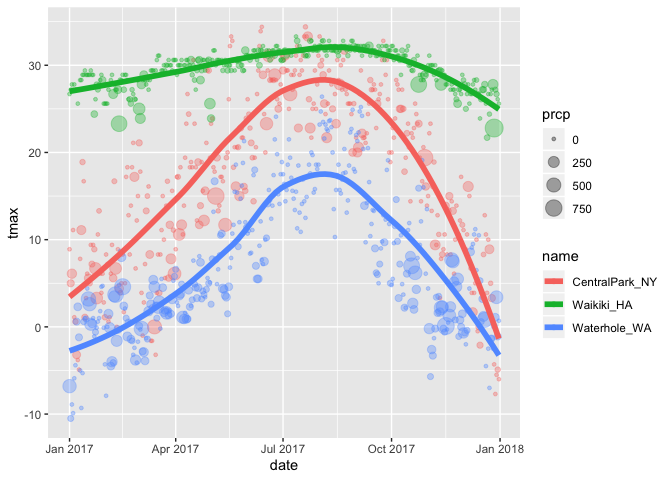 tmax
30
20
10
0
-10
Jan 2017
Apr 2017
Jul 2017
Oct 2017
Jan 2018
date
prcp
0
250
500
750
name
CentralPark_NY
Waikiki_HA
Waterhole_WA